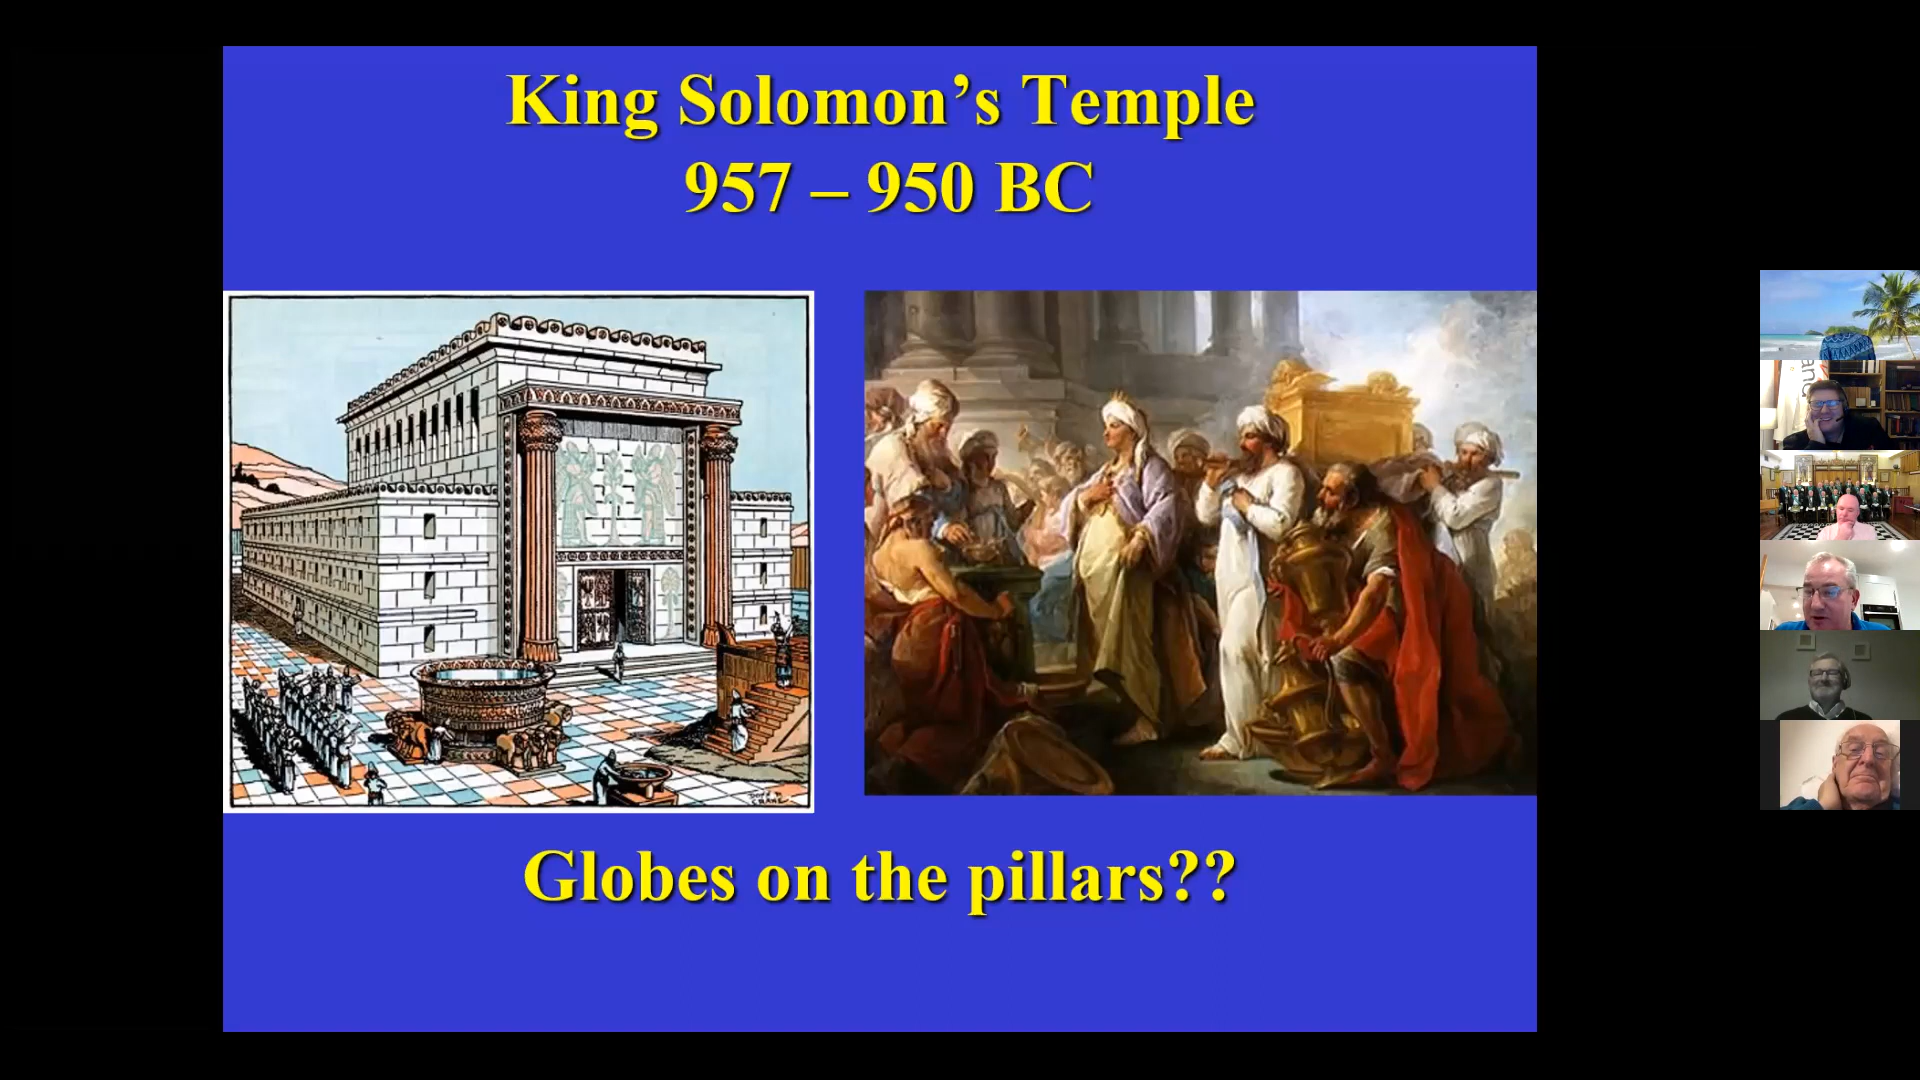 King Solomon's Temple
957 – 950 BC
Globes on the pillars??